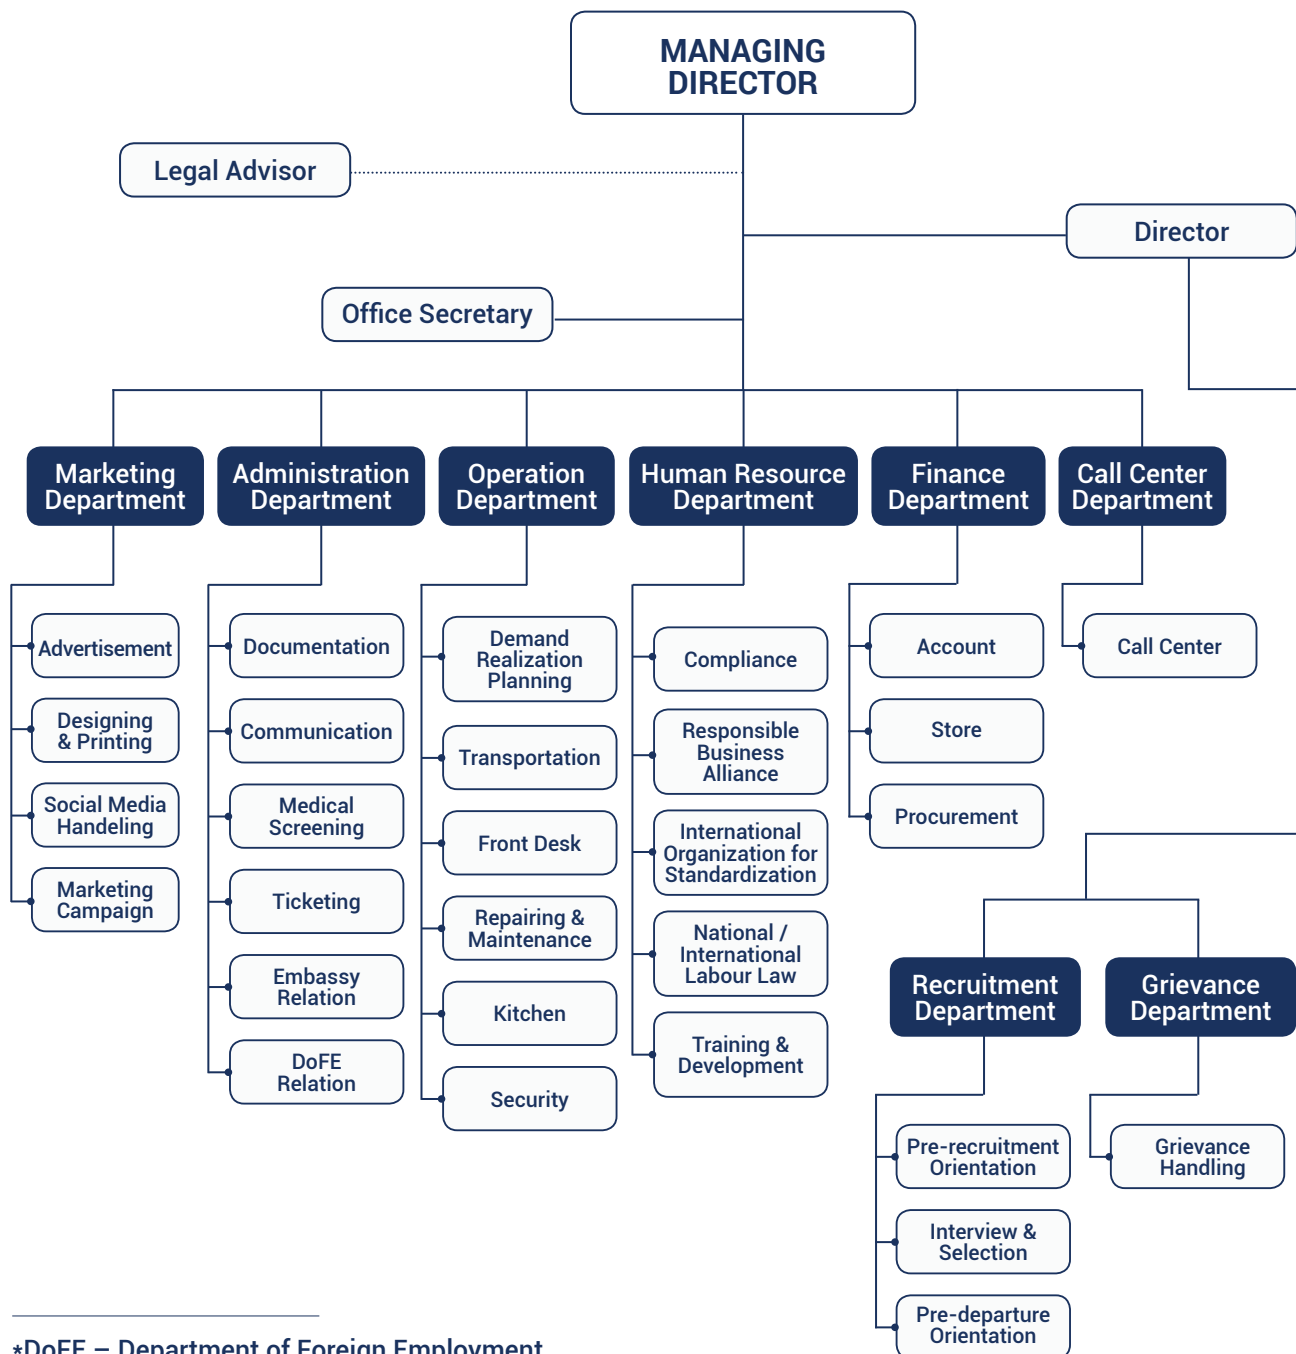 MANAGING
DIRECTOR
Legal Advisor
Director
Office Secretary
Marketing
Department
Administration
Department
Operation
Department
Human Resource
Department
Finance
Department
Call Center
Department
Advertisement
Designing
& Printing
Social Media
Handeling
Marketing
Campaign
Documentation
Communication
Medical
Screening
Ticketing
Embassy
Relation
DoFE
Relation
Demand
Realization
Planning
Transportation
Front Desk
Repairing &
Maintenance
Kitchen
Security
Compliance
Responsible
Business
Alliance
International
Organization for
Standardization
National /
International
Labour Law
Training &
Development
Account
Store
Procurement
Call Center
Recruitment
Department
Grievance
Department
Pre-recruitment
Orientation
Interview &
Selection
Pre-departure
Orientation
Grievance
Handling
*DoFE – Department of Foreign Employment